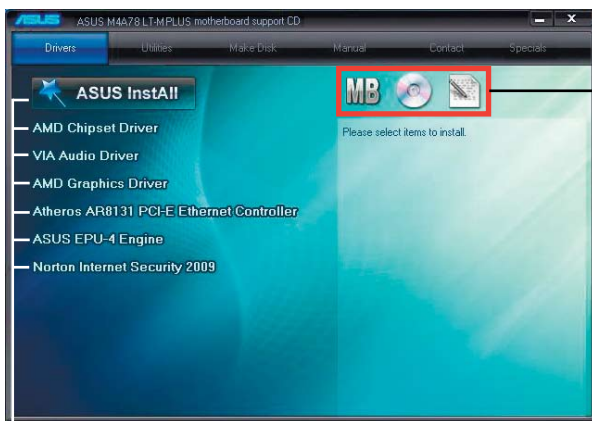 ASUS ASUS M4A78 LT-M PLUS motherboard support CD
Drivers Utilities Make Disk Manual Contact Specials
ASUS InstAll
MB
AMD Chipset Driver
Please select items to install.
VIA Audio Driver
AMD Graphics Driver
Atheros AR8131 PCI-E Ethernet Controller
ASUS EPU-4 Engine
Norton Internet Security 2009